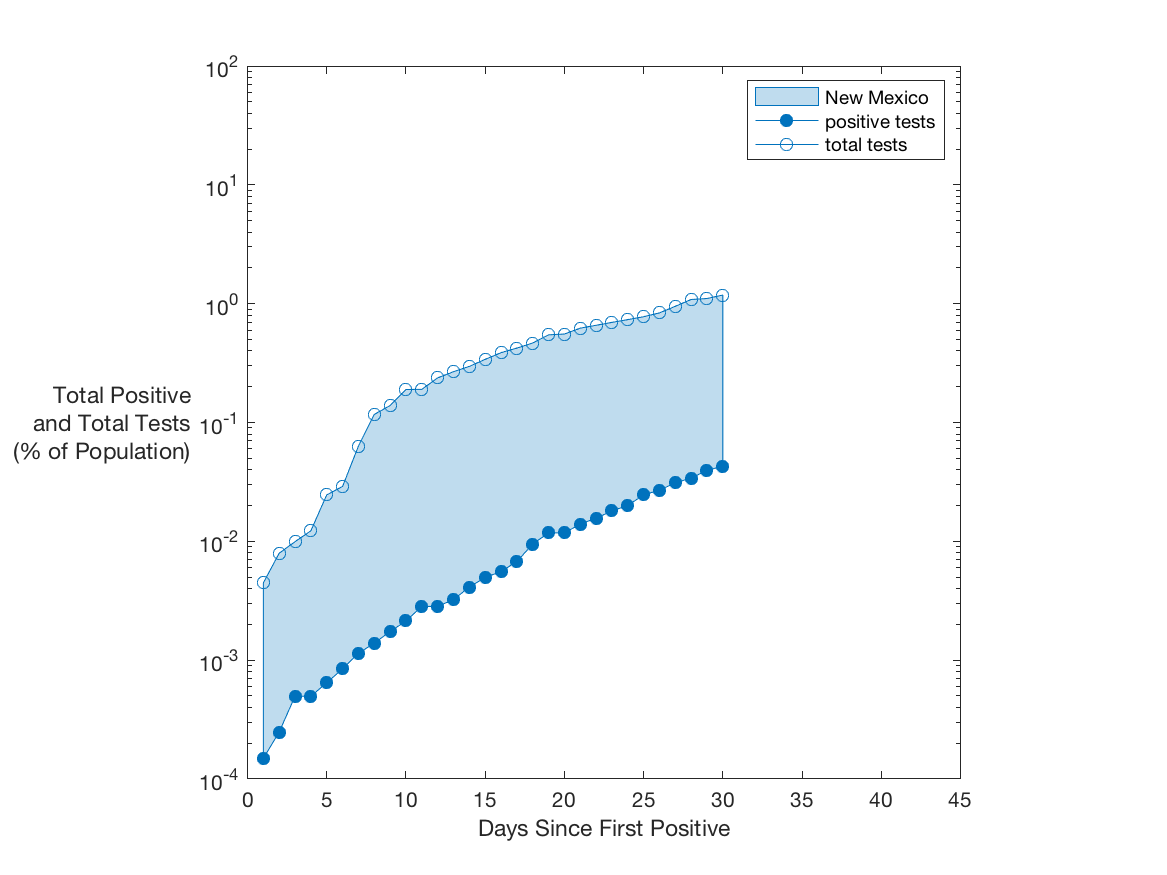 10^2
10^1
10^0
10^-1
10^-2
10^-3
10^-4
Total Positive
and Total Tests
(% of Population)
New Mexico
positive tests
total tests
0 5 10 15 20 25 30 35 40 45
Days Since First Positive